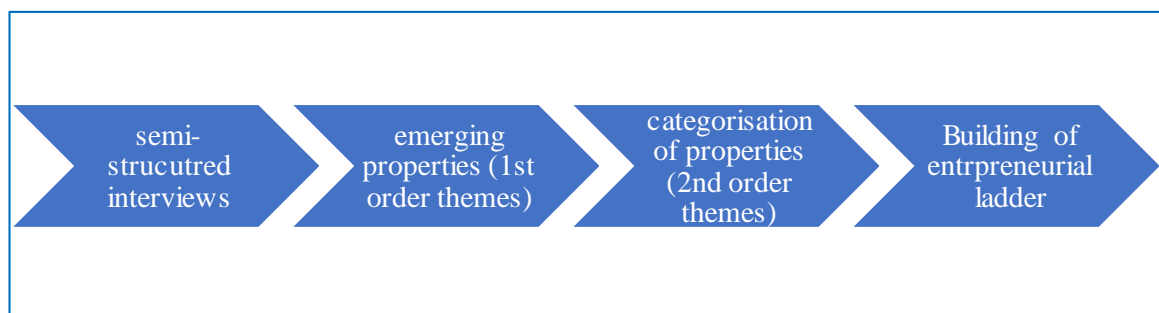 semi-
strucutred
interviews
emerging
properties (1st
order themes)
categorisation
of properties
(2nd order
themes)
Building of
entrpreneurial
ladder